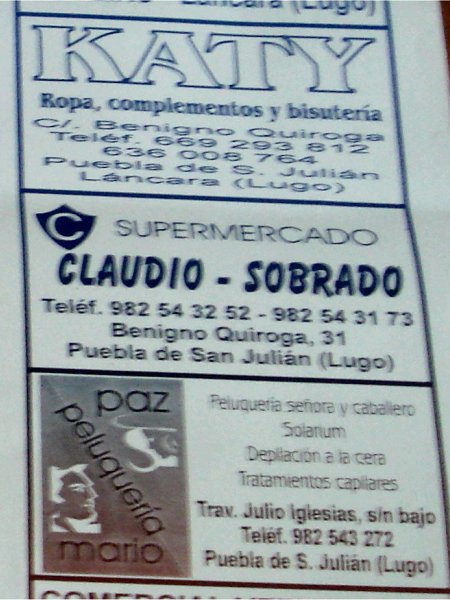 Láncara (Lugo)
KATY
Ropa, complementos y bisutería
C/. Benigno Quiroga
Teléf. 669 293 812
636 008 764
Puebla de S. Julián
Láncara (Lugo)
C SUPERMERCADO
CLAUDIO - SOBRADO
Teléf. 982 54 32 52 - 982 54 31 73
Benigno Quiroga, 31
Puebla de San Julián (Lugo)
paz
peluquería
mario
Peluquería señora y caballero
Solarium
Depilación a la cera
Tratamientos capilares
Trav. Julio Iglesias, s/n bajo
Teléf. 982 543 272
Puebla de S. Julián (Lugo)
COMERCIAL